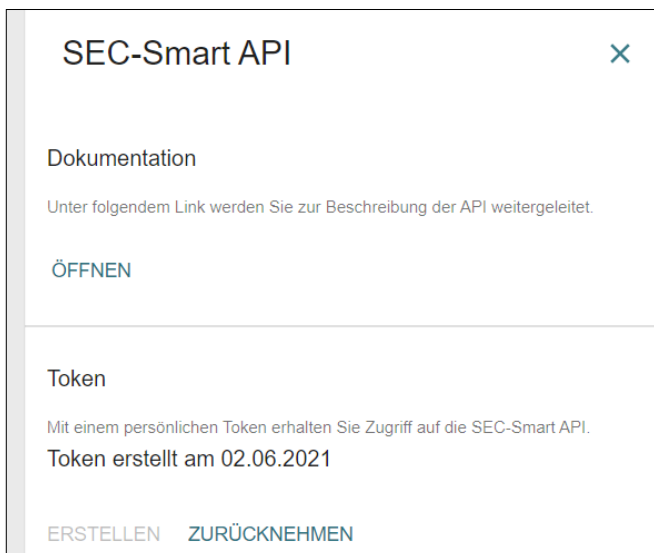 SEC-Smart API
Dokumentation
Unter folgendem Link werden Sie zur Beschreibung der API weitergeleitet.
ÖFFNEN
Token
Mit einem persönlichen Token erhalten Sie Zugriff auf die SEC-Smart API.
Token erstellt am 02.06.2021
ERSTELLEN ZURÜCKNEHMEN